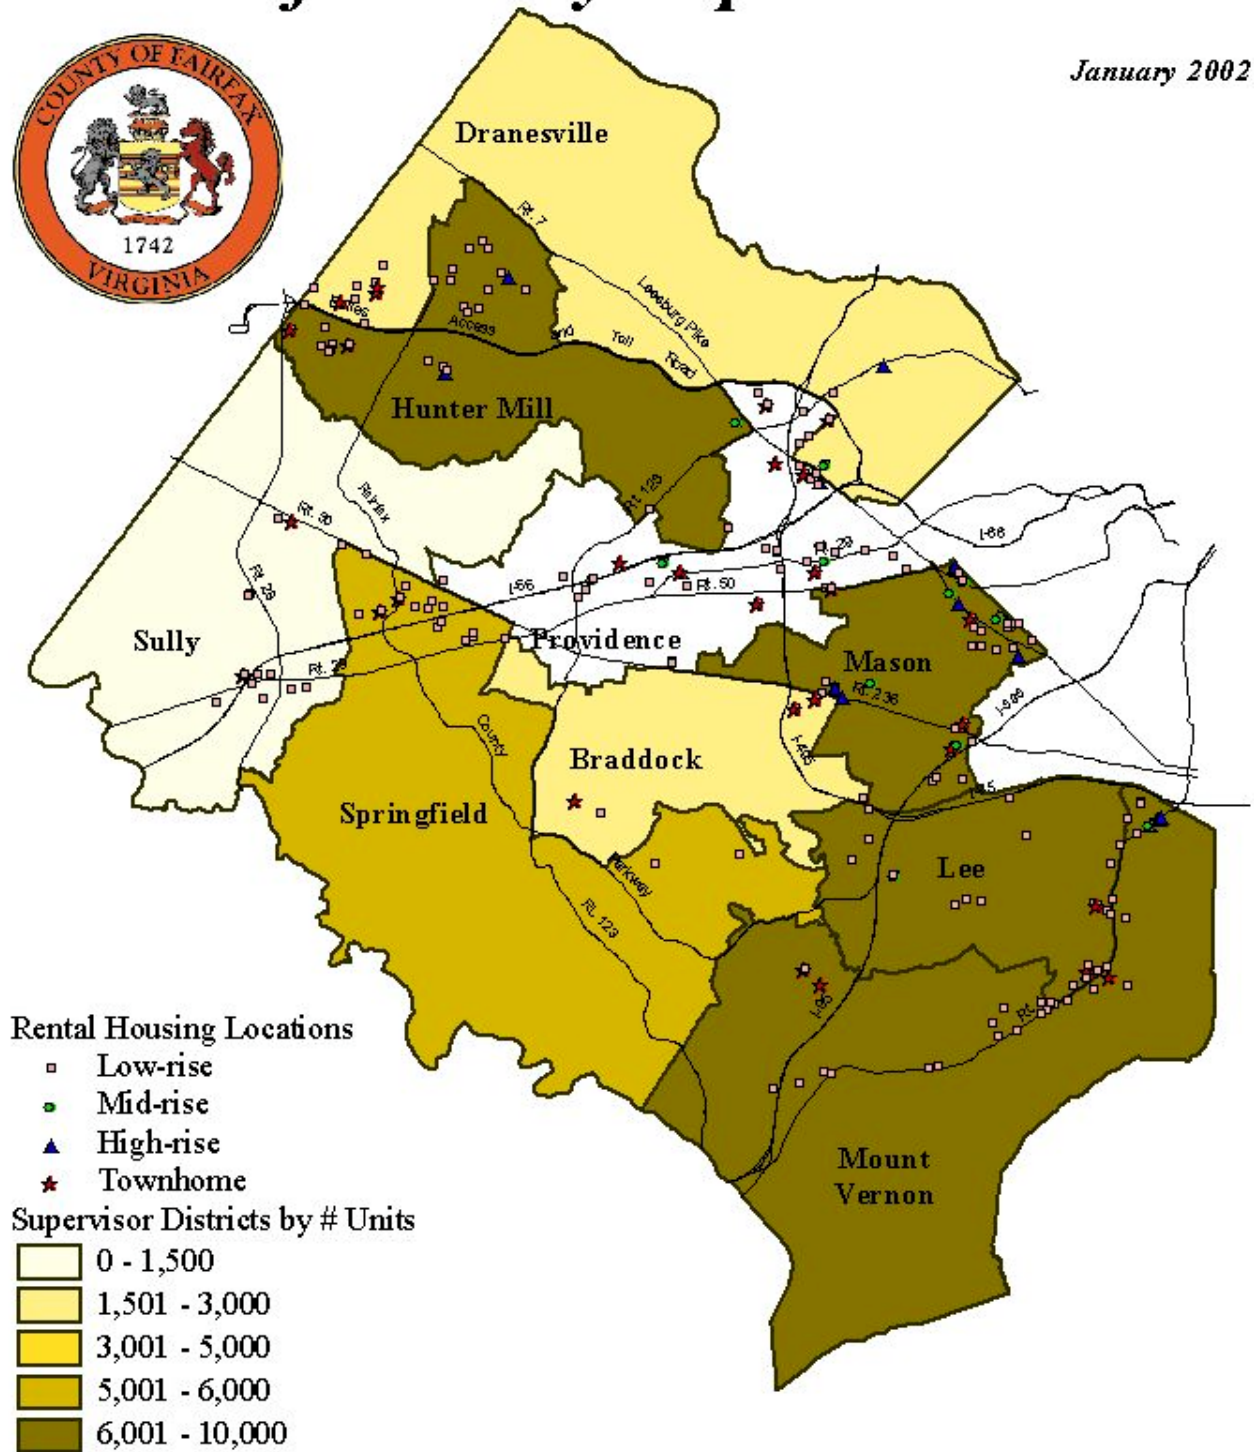 January 2002
COUNTY OF FAIRFAX
1742
VIRGINIA
Dranesville
Rt. 7
Leesburg Pike
Access
and
Toll
Road
Hunter Mill
Rt. 123
Rt. 50
Fairfax
Rt. 28
I-66
Rt. 29
I-66
Rt. 50
Sully
Rt. 29
Providence
Mason
Rt. 236
I-395
County
Braddock
I-495
Springfield
Parkway
Lee
Rt. 123
I-95
Rt.
Mount
Vernon
Rental Housing Locations
Low-rise
Mid-rise
High-rise
Townhome
Supervisor Districts by # Units
0 - 1,500
1,501 - 3,000
3,001 - 5,000
5,001 - 6,000
6,001 - 10,000